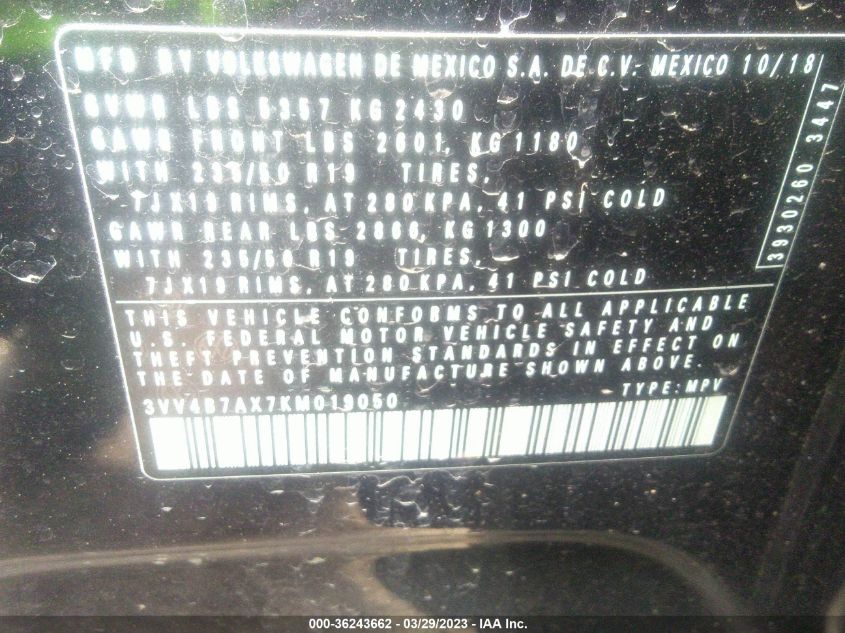 MFD BY VOLKSWAGEN DE MEXICO S.A. DE C.V. MEXICO 10/18
GVWR LBS 5357 KG 2430
GAWR FRONT LBS 2601, KG 1180
WITH 235/50 R19 TIRES,
7JX19 RIMS, AT 280 KPA, 41 PSI COLD
GAWR REAR LBS 2866, KG 1300
WITH 235/50 R19 TIRES,
7JX19 RIMS, AT 280 KPA, 41 PSI COLD
3930260 3447
THIS VEHICLE CONFORMS TO ALL APPLICABLE
U.S. FEDERAL MOTOR VEHICLE SAFETY AND
THEFT PREVENTION STANDARDS IN EFFECT ON
THE DATE OF MANUFACTURE SHOWN ABOVE.
3VV4B7AX7KM019050 TYPE: MPV
000-36243662 - 03/29/2023 - IAA Inc.